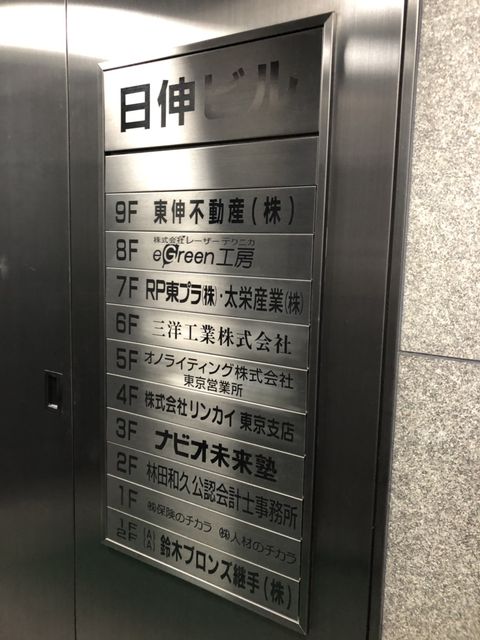 日伸ビル
9F 東伸不動産(株)
8F 株式会社レーザーテクニカ
eGreen工房
7F RP東プラ(株)・太栄産業(株)
6F 三洋工業株式会社
5F オノライティング株式会社
東京営業所
4F 株式会社リンカイ 東京支店
3F ナビオ未来塾
2F 林田和久公認会計士事務所
1F ㈱保険のチカラ ㈱人材のチカラ
1F(A)
2F(A) 鈴木ブロンズ継手(株)